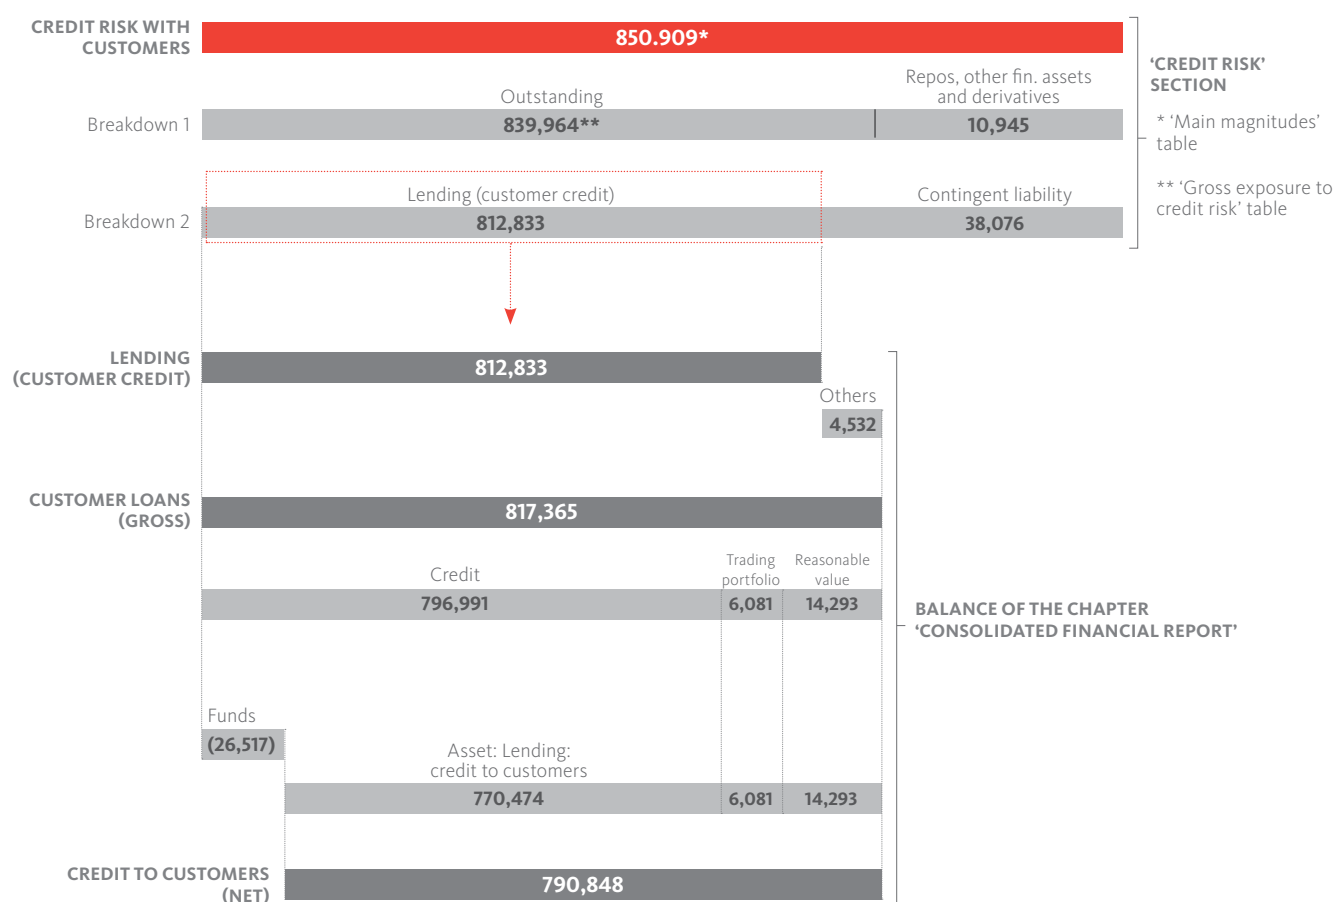 CREDIT RISK WITH
CUSTOMERS
850.909*
Repos, other fin. assets
and derivatives
Outstanding
Breakdown 1
839,964**
10,945
Lending (customer credit)
Contingent liability
Breakdown 2
812,833
38,076
‘CREDIT RISK’
SECTION
* ‘Main magnitudes’
table
** ‘Gross exposure to
credit risk’ table
LENDING
(CUSTOMER CREDIT)
812,833
Others
4,532
CUSTOMER LOANS
(GROSS)
817,365
Credit
Trading
portfolio
Reasonable
value
796,991
6,081
14,293
BALANCE OF THE CHAPTER
‘CONSOLIDATED FINANCIAL REPORT’
Funds
(26,517)
Asset: Lending:
credit to customers
770,474
6,081
14,293
CREDIT TO CUSTOMERS
(NET)
790,848